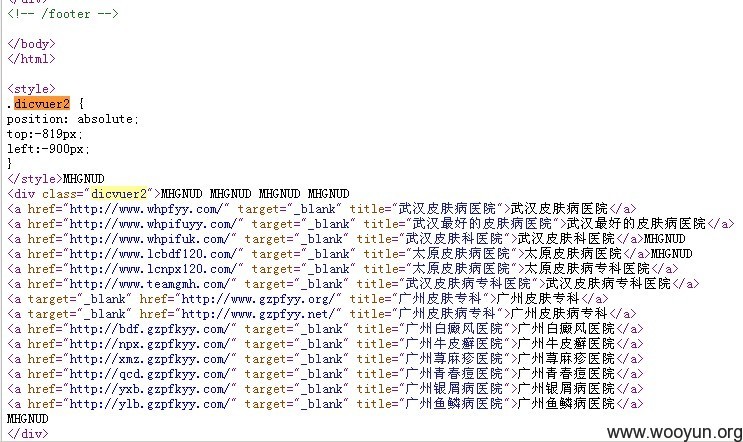 </div>
<!-- /footer -->
</body>
</html>
<style>
.dicvuer2 {
position: absolute;
top:-819px;
left:-900px;
}
</style>MHGNUD
<div class="dicvuer2">MHGNUD MHGNUD MHGNUD MHGNUD
<a href="http://www.whpfyy.com/" target="_blank" title="武汉皮肤病医院">武汉皮肤病医院</a>
<a href="http://www.whpifuyy.com/" target="_blank" title="武汉最好的皮肤病医院">武汉最好的皮肤病医院</a>
<a href="http://www.whpifuk.com/" target="_blank" title="武汉皮肤科医院">武汉皮肤科医院</a>MHGNUD
<a href="http://www.lcbdf120.com/" target="_blank" title="太原皮肤病医院">太原皮肤病医院</a>MHGNUD
<a href="http://www.lcnpx120.com/" target="_blank" title="太原皮肤病医院">太原皮肤病专科医院</a>
<a href="http://www.teamgmh.com/" target="_blank" title="武汉皮肤病专科医院">武汉皮肤病专科医院</a>
<a target="_blank" href="http://www.gzpfyy.org/" title="广州皮肤专科">广州皮肤专科</a>
<a target="_blank" href="http://www.gzpfyy.net/" title="广州皮肤病专科">广州皮肤病专科</a>
<a href="http://bdf.gzpfkyy.com/" target="_blank" title="广州白癜风医院">广州白癜风医院</a>
<a href="http://npx.gzpfkyy.com/" target="_blank" title="广州牛皮癣医院">广州牛皮癣医院</a>
<a href="http://xmz.gzpfkyy.com/" target="_blank" title="广州荨麻疹医院">广州荨麻疹医院</a>
<a href="http://qcd.gzpfkyy.com/" target="_blank" title="广州青春痘医院">广州青春痘医院</a>
<a href="http://yxb.gzpfkyy.com/" target="_blank" title="广州银屑病医院">广州银屑病医院</a>
<a href="http://ylb.gzpfkyy.com/" target="_blank" title="广州鱼鳞病医院">广州鱼鳞病医院</a>
MHGNUD
</div>
www.wooyun.org